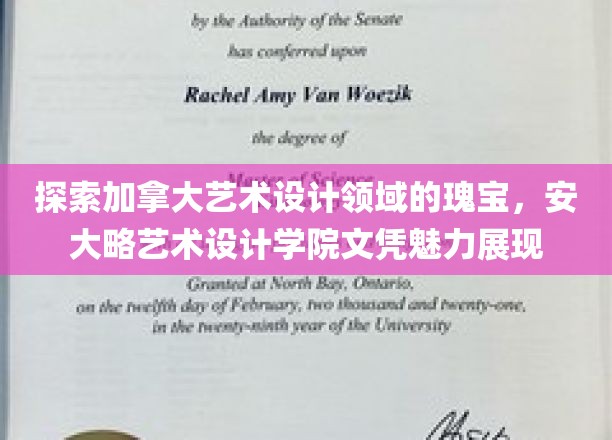 by the Authority of the Senate
has conferred upon
Rachel Amy Van Woezik
the degree of
Master of Science
探索加拿大艺术设计领域的瑰宝，安
大略艺术设计学院文凭魅力展现
Granted at North Bay, Ontario,
on the twelfth day of February, two thousand and twenty-one,
in the twenty-ninth year of the University